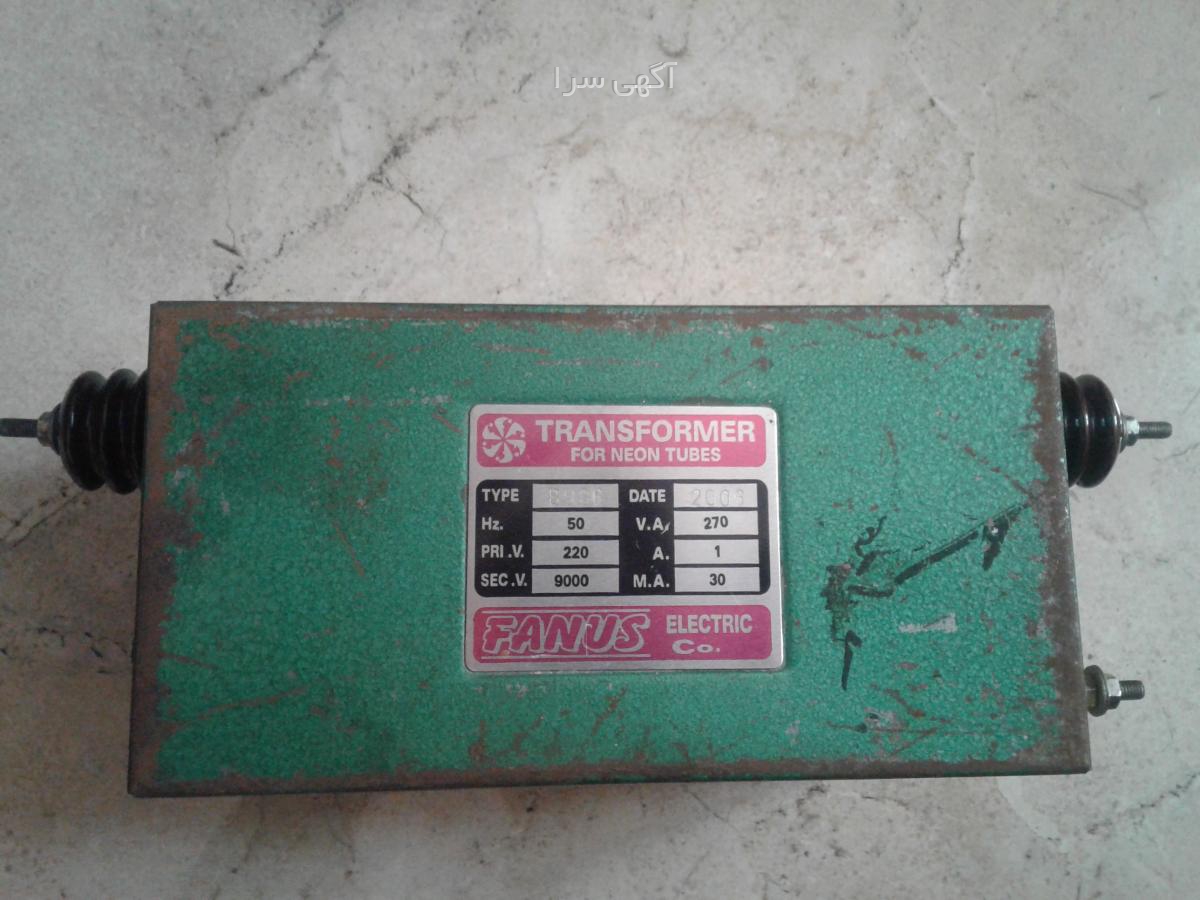 آگهی سزا
TRANSFORMER
FOR NEON TUBES
TYPE DATE
Hz. 50 V.A. 270
PRI.V. 220 A. 1
SEC.V. 9000 M.A. 30
FANUS ELECTRIC
Co.